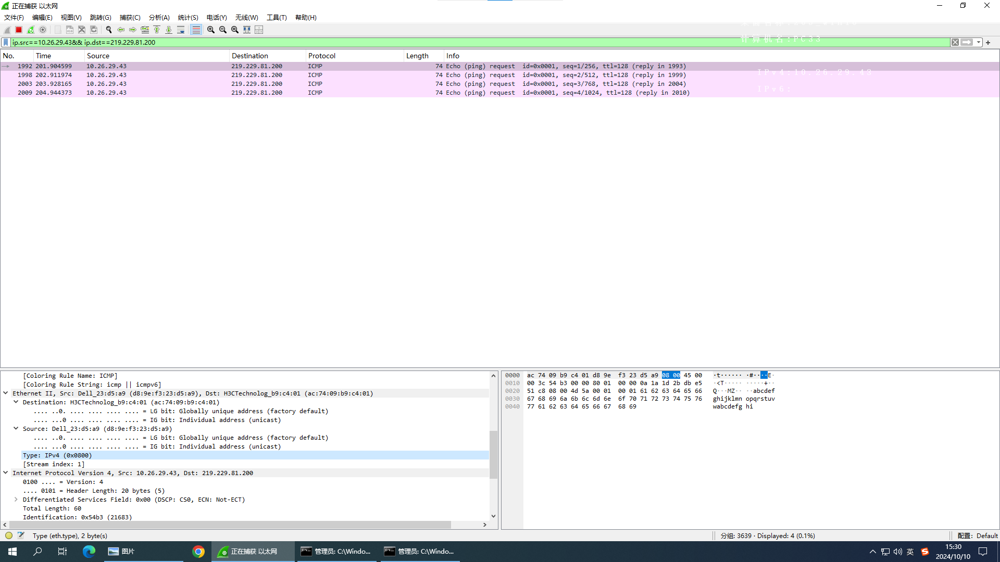 正在捕获 以太网
文件(F) 编辑(E) 视图(V) 跳转(G) 捕获(C) 分析(A) 统计(S) 电话(Y) 无线(W) 工具(T) 帮助(H)
ip.src==10.26.29.43&& ip.dst==219.229.81.200
计算机名:PC33
No. Time Source Destination Protocol Length Info
1992 201.904599 10.26.29.43 219.229.81.200 ICMP 74 Echo (ping) request id=0x0001, seq=1/256, ttl=128 (reply in 1993)
1998 202.911974 10.26.29.43 219.229.81.200 ICMP 74 Echo (ping) request id=0x0001, seq=2/512, ttl=128 (reply in 1999)
2003 203.928165 10.26.29.43 219.229.81.200 ICMP 74 Echo (ping) request id=0x0001, seq=3/768, ttl=128 (reply in 2004)
2009 204.944373 10.26.29.43 219.229.81.200 ICMP 74 Echo (ping) request id=0x0001, seq=4/1024, ttl=128 (reply in 2010)
IPv4:10.26.29.43
IPv6:
[Coloring Rule Name: ICMP]
[Coloring Rule String: icmp || icmpv6]
Ethernet II, Src: Dell_23:d5:a9 (d8:9e:f3:23:d5:a9), Dst: H3CTechnolog_b9:c4:01 (ac:74:09:b9:c4:01)
Destination: H3CTechnolog_b9:c4:01 (ac:74:09:b9:c4:01)
.... ..0. .... .... .... .... = LG bit: Globally unique address (factory default)
.... ...0 .... .... .... .... = IG bit: Individual address (unicast)
Source: Dell_23:d5:a9 (d8:9e:f3:23:d5:a9)
.... ..0. .... .... .... .... = LG bit: Globally unique address (factory default)
.... ...0 .... .... .... .... = IG bit: Individual address (unicast)
Type: IPv4 (0x0800)
[Stream index: 1]
Internet Protocol Version 4, Src: 10.26.29.43, Dst: 219.229.81.200
0100 .... = Version: 4
.... 0101 = Header Length: 20 bytes (5)
Differentiated Services Field: 0x00 (DSCP: CS0, ECN: Not-ECT)
Total Length: 60
Identification: 0x54b3 (21683)
0000 ac 74 09 b9 c4 01 d8 9e f3 23 d5 a9 08 00 45 00 ·t······ ·#····E·
0010 00 3c 54 b3 00 00 80 01 00 00 0a 1a 1d 2b db e5 ·<T····· ·····+··
0020 51 c8 08 00 4d 5a 00 01 00 01 61 62 63 64 65 66 Q···MZ·· ··abcdef
0030 67 68 69 6a 6b 6c 6d 6e 6f 70 71 72 73 74 75 76 ghijklmn opqrstuv
0040 77 61 62 63 64 65 66 67 68 69 wabcdefg hi
Type (eth.type), 2 byte(s) 分组: 3639 · Displayed: 4 (0.1%) 配置: Default
图片 正在捕获 以太网 管理员: C:\Windo... 管理员: C:\Windo... 英 15:30
2024/10/10